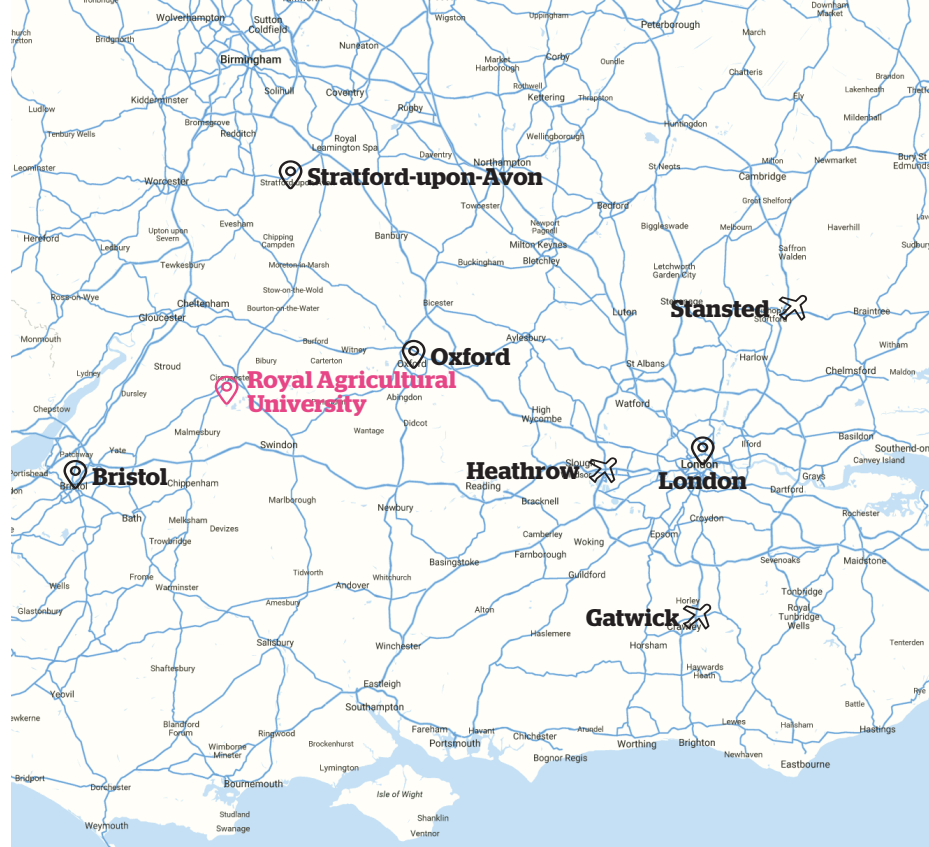 Downham
Market
Wolverhampton
Sutton
Coldfield
Wigston
Uppingham
Peterborough
March
Bridgnorth
Nuneaton
Birmingham
Market
Harborough
Corby
Oundle
Chatteris
Brandon
Solihull
Coventry
Rothwell
Kettering
Thrapston
Ely
Lakenheath
Kidderminster
Rugby
Ludlow
Mildenhall
Bromsgrove
Redditch
Huntingdon
Tenbury Wells
Royal
Leamington Spa
Wellingborough
Daventry
Northampton
Leominster
St Neots
Milton
Newmarket
Bury St
Edmunds
Stratford-upon-Avon
Worcester
Cambridge
Towcester
Bedford
Great Shelford
Evesham
Newport
Pagnell
Biggleswade
Melbourn
Haverhill
Hereford
Upton upon
Severn
Chipping
Campden
Banbury
Milton Keynes
Ledbury
Saffron
Walden
Sudbury
Tewkesbury
Moreton-in-Marsh
Buckingham
Bletchley
Letchworth
Garden City
Ross-on-Wye
Stow-on-the-Wold
Cheltenham
Bicester
Stevenage
Stansted
Bourton-on-the-Water
Gloucester
Luton
Stortford
Braintree
Monmouth
Burford
Witney
Aylesbury
Witham
Oxford
Oxford
Harlow
Lydney
Stroud
Bibury
Carterton
St Albans
Chelmsford
Maldon
Cirencester
Royal Agricultural
University
Dursley
Abingdon
Watford
Chepstow
High
Wycombe
Didcot
Malmesbury
Wantage
Basildon
Swindon
Ilford
Southend-on
Patchway
Yate
Canvey Island
Portishead
Slough
London
London
Heathrow
Bristol
Bristol
Chippenham
Reading
Grays
Dartford
Marlborough
Bracknell
Newbury
Rochester
Bath
Melksham
Croydon
Devizes
Camberley
Epsom
Trowbridge
Woking
Farnborough
Basingstoke
Sevenoaks
Maidstone
Frome
Tidworth
Whitchurch
Guildford
Wells
Warminster
Andover
Tonbridge
Amesbury
Horley
Glastonbury
Alton
Royal
Tunbridge
Wells
Gatwick
Crawley
Haslemere
Salisbury
Winchester
Horsham
Tenterden
Shaftesbury
Haywards
Heath
Yeovil
Eastleigh
Rye
Southampton
Battle
Blandford
Forum
Ringwood
Fareham
Havant
Chichester
Arundel
Lewes
Hailsham
Hastings
Wimborne
Minster
Brockenhurst
Portsmouth
Worthing
Brighton
Newhaven
Bognor Regis
Eastbourne
Lymington
Bridport
Dorchester
Bournemouth
Isle of Wight
Studland
Shanklin
Weymouth
Swanage
Ventnor